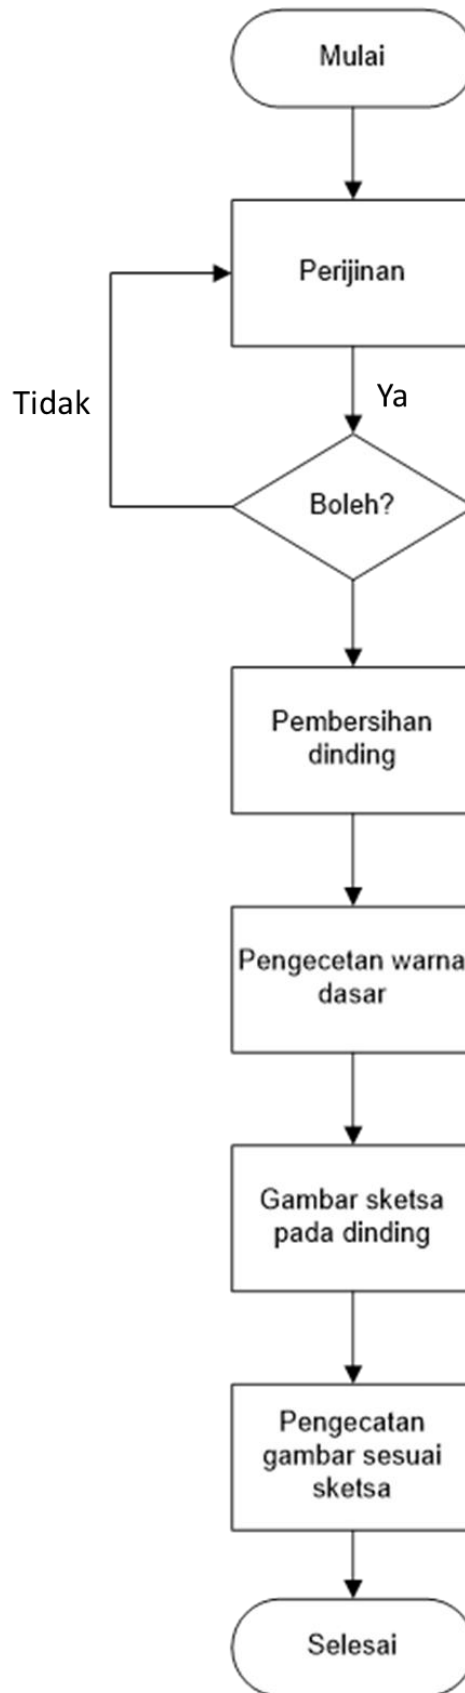 Mulai
Perijinan
Tidak
Ya
Boleh?
Pembersihan
dinding
Pengecetan warna
dasar
Gambar sketsa
pada dinding
Pengecatan
gambar sesuai
sketsa
Selesai